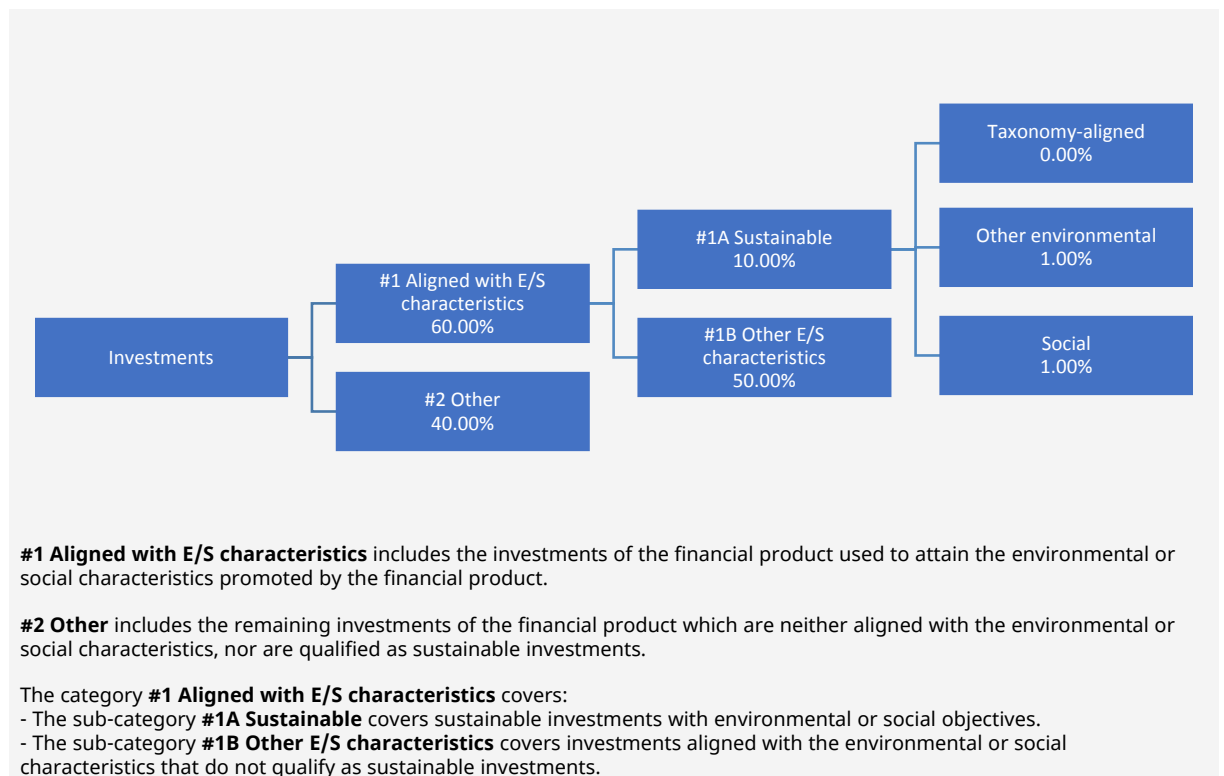 Taxonomy-aligned
0.00%
#1A Sustainable
10.00%
Other environmental
1.00%
#1 Aligned with E/S
characteristics
60.00%
Investments
#1B Other E/S
characteristics
50.00%
Social
1.00%
#2 Other
40.00%
#1 Aligned with E/S characteristics includes the investments of the financial product used to attain the environmental or
social characteristics promoted by the financial product.
#2 Other includes the remaining investments of the financial product which are neither aligned with the environmental or
social characteristics, nor are qualified as sustainable investments.
The category #1 Aligned with E/S characteristics covers:
- The sub-category #1A Sustainable covers sustainable investments with environmental or social objectives.
- The sub-category #1B Other E/S characteristics covers investments aligned with the environmental or social
characteristics that do not qualify as sustainable investments.